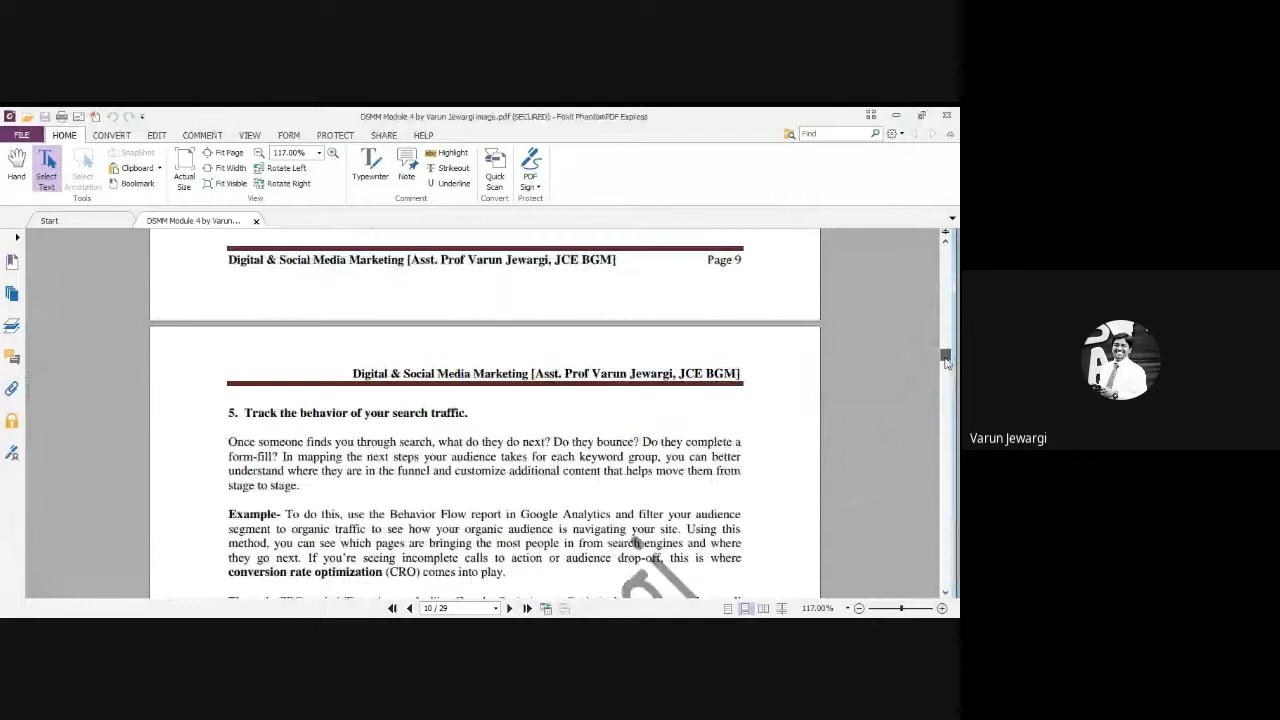 DSMM Module 4 by Varun Jewargi image.pdf (SECURED) - Foxit PhantomPDF Express
FILE HOME CONVERT EDIT COMMENT VIEW FORM PROTECT SHARE HELP Find
Hand Select Text Select Annotation SnapShot Clipboard Bookmark Tools
Actual Size Fit Page Fit Width Fit Visible 117.00% Rotate Left Rotate Right View
Typewriter Note Highlight Strikeout Underline Comment
Quick Scan Convert PDF Sign Protect
Start DSMM Module 4 by Varun...
Digital & Social Media Marketing [Asst. Prof Varun Jewargi, JCE BGM] Page 9
Digital & Social Media Marketing [Asst. Prof Varun Jewargi, JCE BGM]
5. Track the behavior of your search traffic.
Once someone finds you through search, what do they do next? Do they bounce? Do they complete a
form-fill? In mapping the next steps your audience takes for each keyword group, you can better
understand where they are in the funnel and customize additional content that helps move them from
stage to stage.
Example- To do this, use the Behavior Flow report in Google Analytics and filter your audience
segment to organic traffic to see how your organic audience is navigating your site. Using this
method, you can see which pages are bringing the most people in from search engines and where
they go next. If you're seeing incomplete calls to action or audience drop-off, this is where
conversion rate optimization (CRO) comes into play.
10 / 29 117.00%
Varun Jewargi